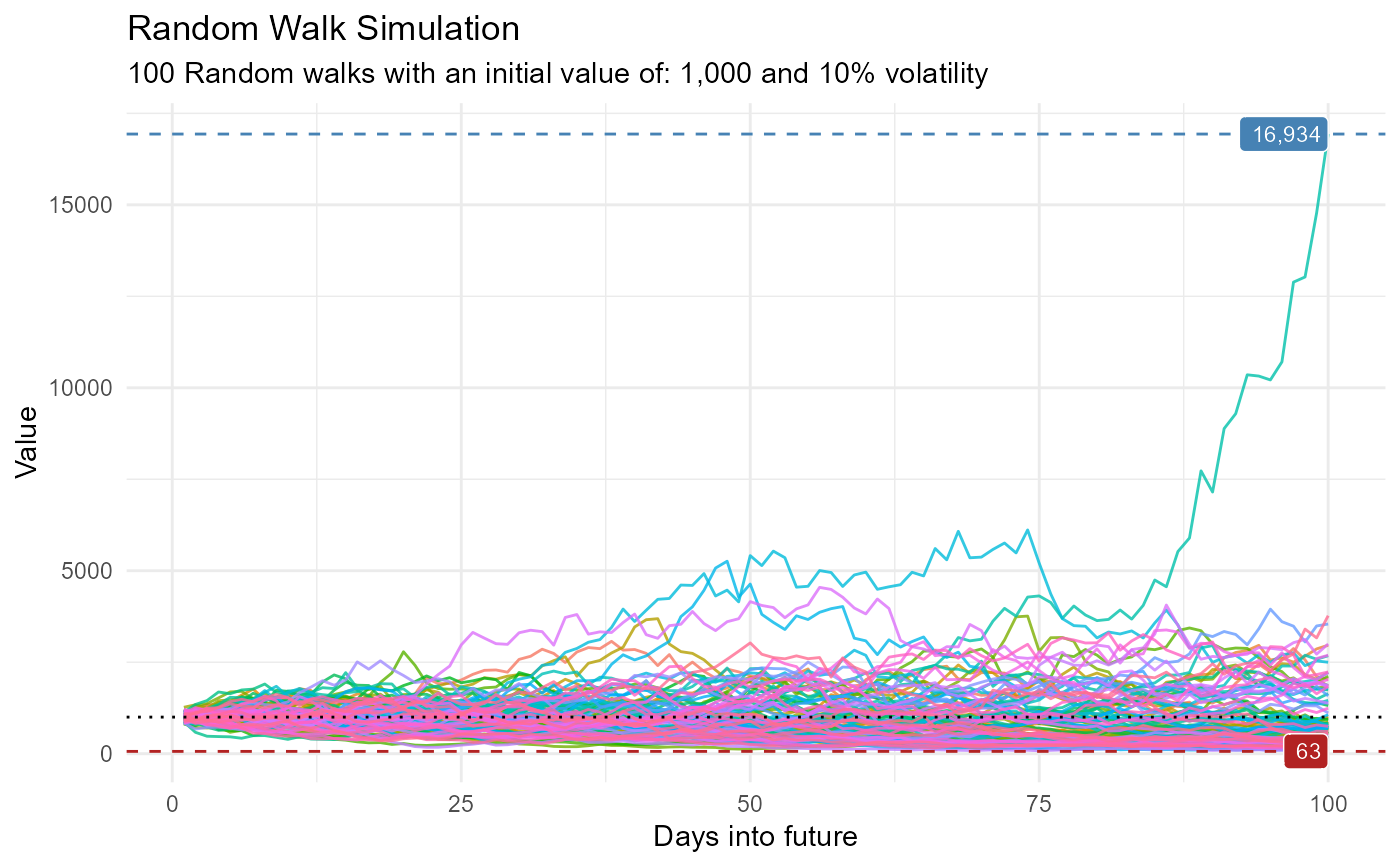 Random Walk Simulation
100 Random walks with an initial value of: 1,000 and 10% volatility
16,934
15000
10000
5000
0
63
Value
0 25 50 75 100
Days into future